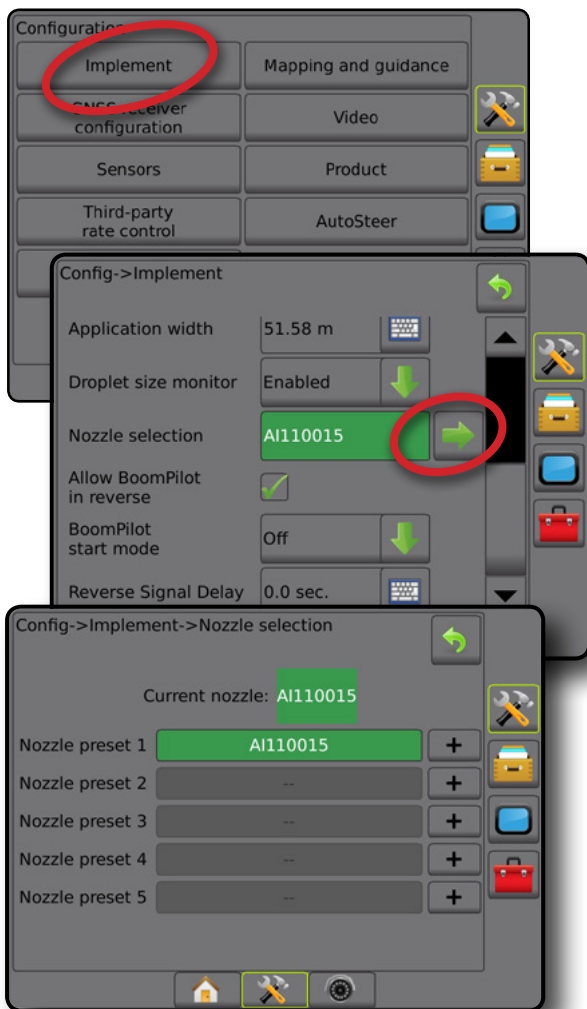 Configuration
Implement
Mapping and guidance
GNSS receiver
configuration
Video
Sensors
Product
Third-party
rate control
AutoSteer
Config->Implement
Application width
51.58 m
Droplet size monitor
Enabled
Nozzle selection
AI110015
Allow BoomPilot
in reverse
BoomPilot
start mode
Off
Reverse Signal Delay
0.0 sec.
Config->Implement->Nozzle selection
Current nozzle: AI110015
Nozzle preset 1
AI110015
+
Nozzle preset 2
--
+
Nozzle preset 3
--
+
Nozzle preset 4
--
+
Nozzle preset 5
--
+